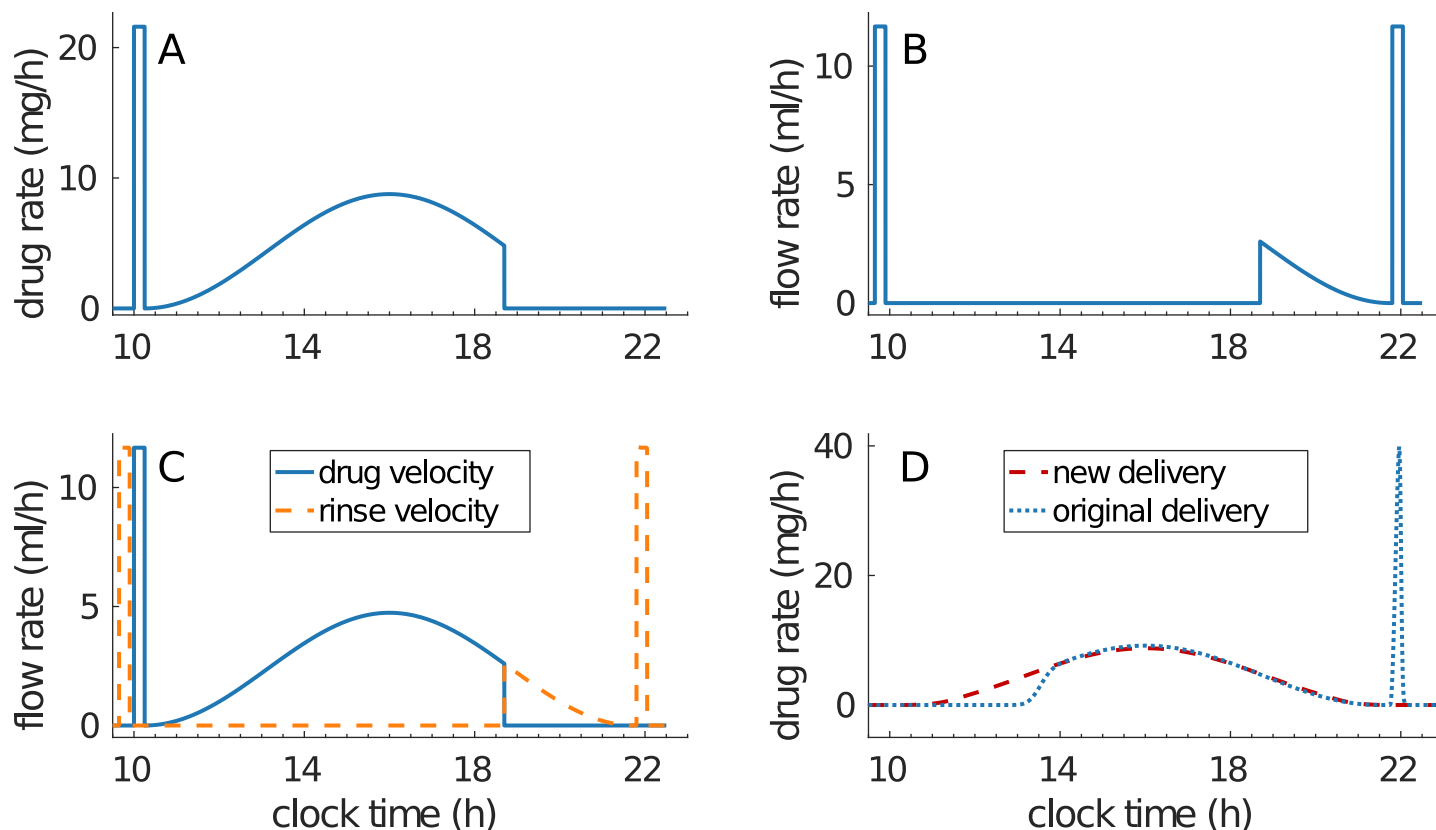 A
drug rate (mg/h)
20
10
0
10
14
18
22
B
flow rate (ml/h)
10
5
0
10
14
18
22
C
drug velocity
rinse velocity
flow rate (ml/h)
10
5
0
10
14
18
22
clock time (h)
D
new delivery
original delivery
drug rate (mg/h)
40
20
0
10
14
18
22
clock time (h)